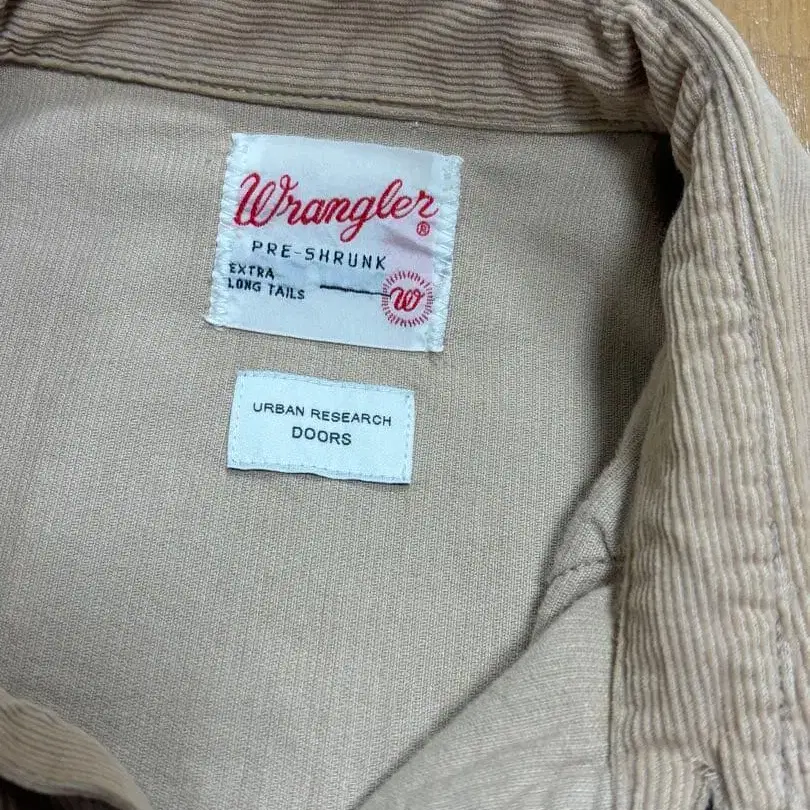 Wrangler®
PRE-SHRUNK
EXTRA
LONG TAILS
W
URBAN RESEARCH
DOORS